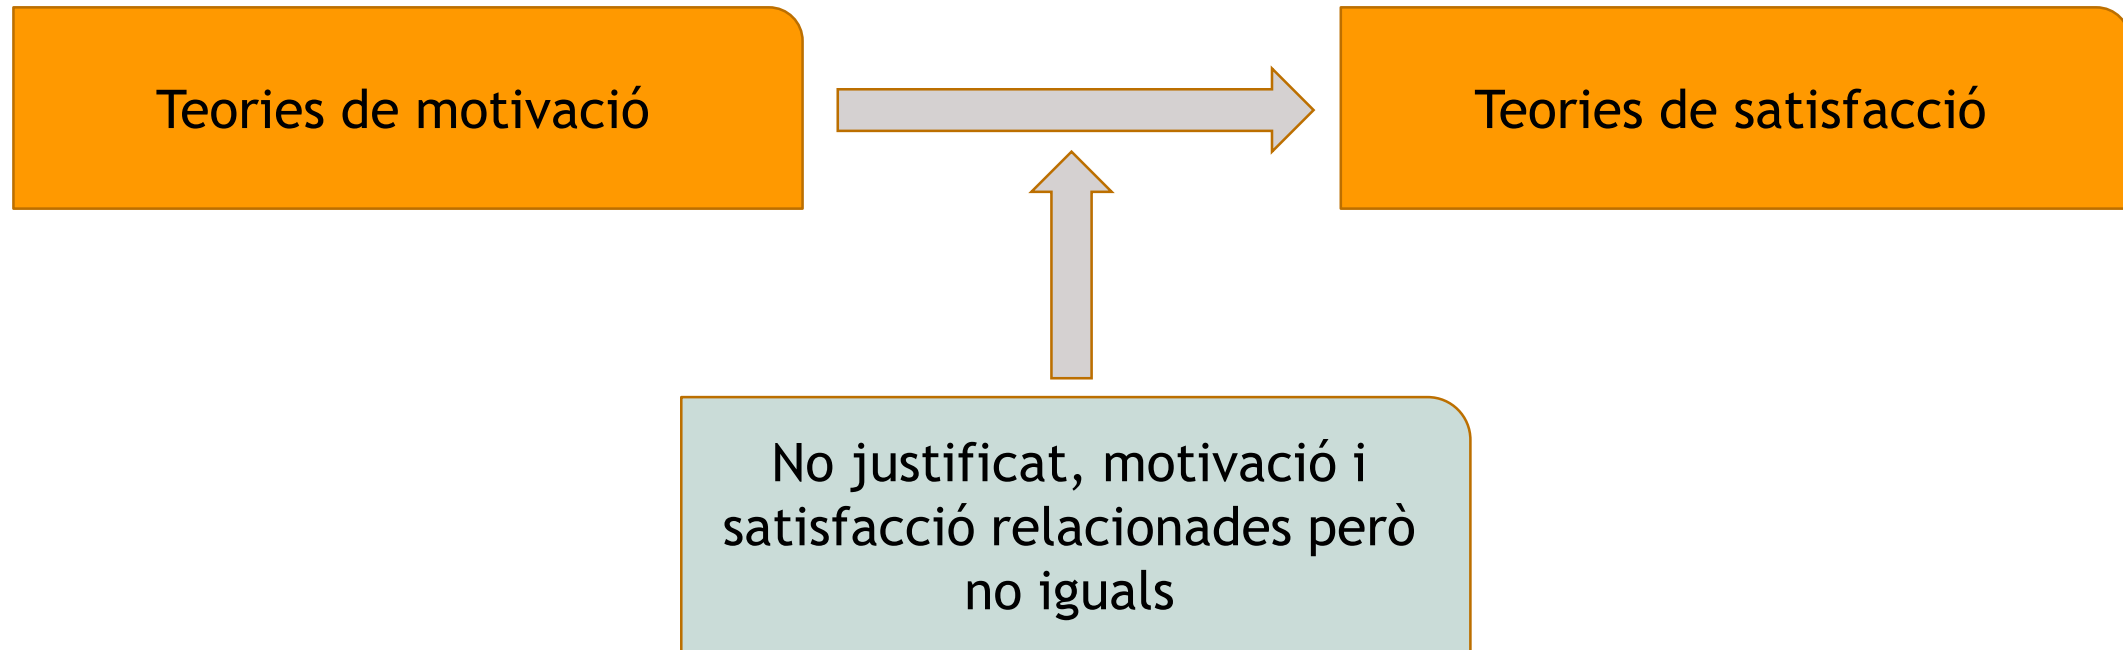 Teories de motivació
Teories de satisfacció
No justificat, motivació i
satisfacció relacionades però
no iguals